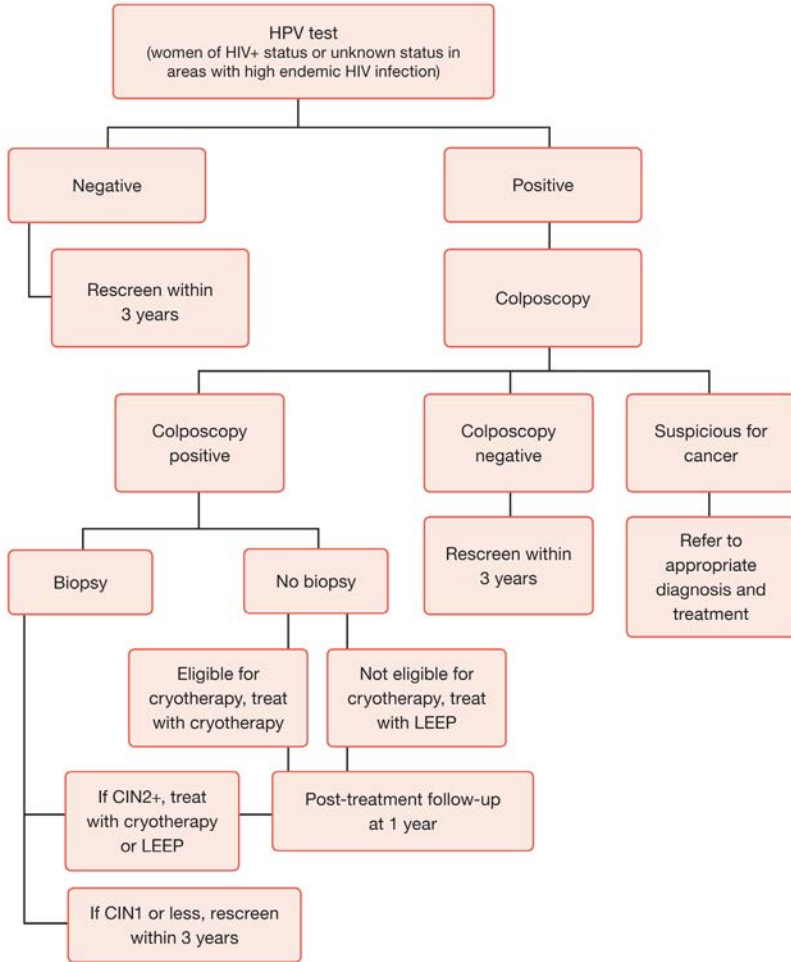 HPV test
(women of HIV+ status or unknown status in
areas with high endemic HIV infection)
Negative
Positive
Rescreen within
3 years
Colposcopy
Colposcopy
positive
Colposcopy
negative
Suspicious for
cancer
Biopsy
No biopsy
Rescreen within
3 years
Refer to
appropriate
diagnosis and
treatment
Eligible for
cryotherapy, treat
with cryotherapy
Not eligible for
cryotherapy, treat
with LEEP
If CIN2+, treat
with cryotherapy
or LEEP
Post-treatment follow-up
at 1 year
If CIN1 or less, rescreen
within 3 years